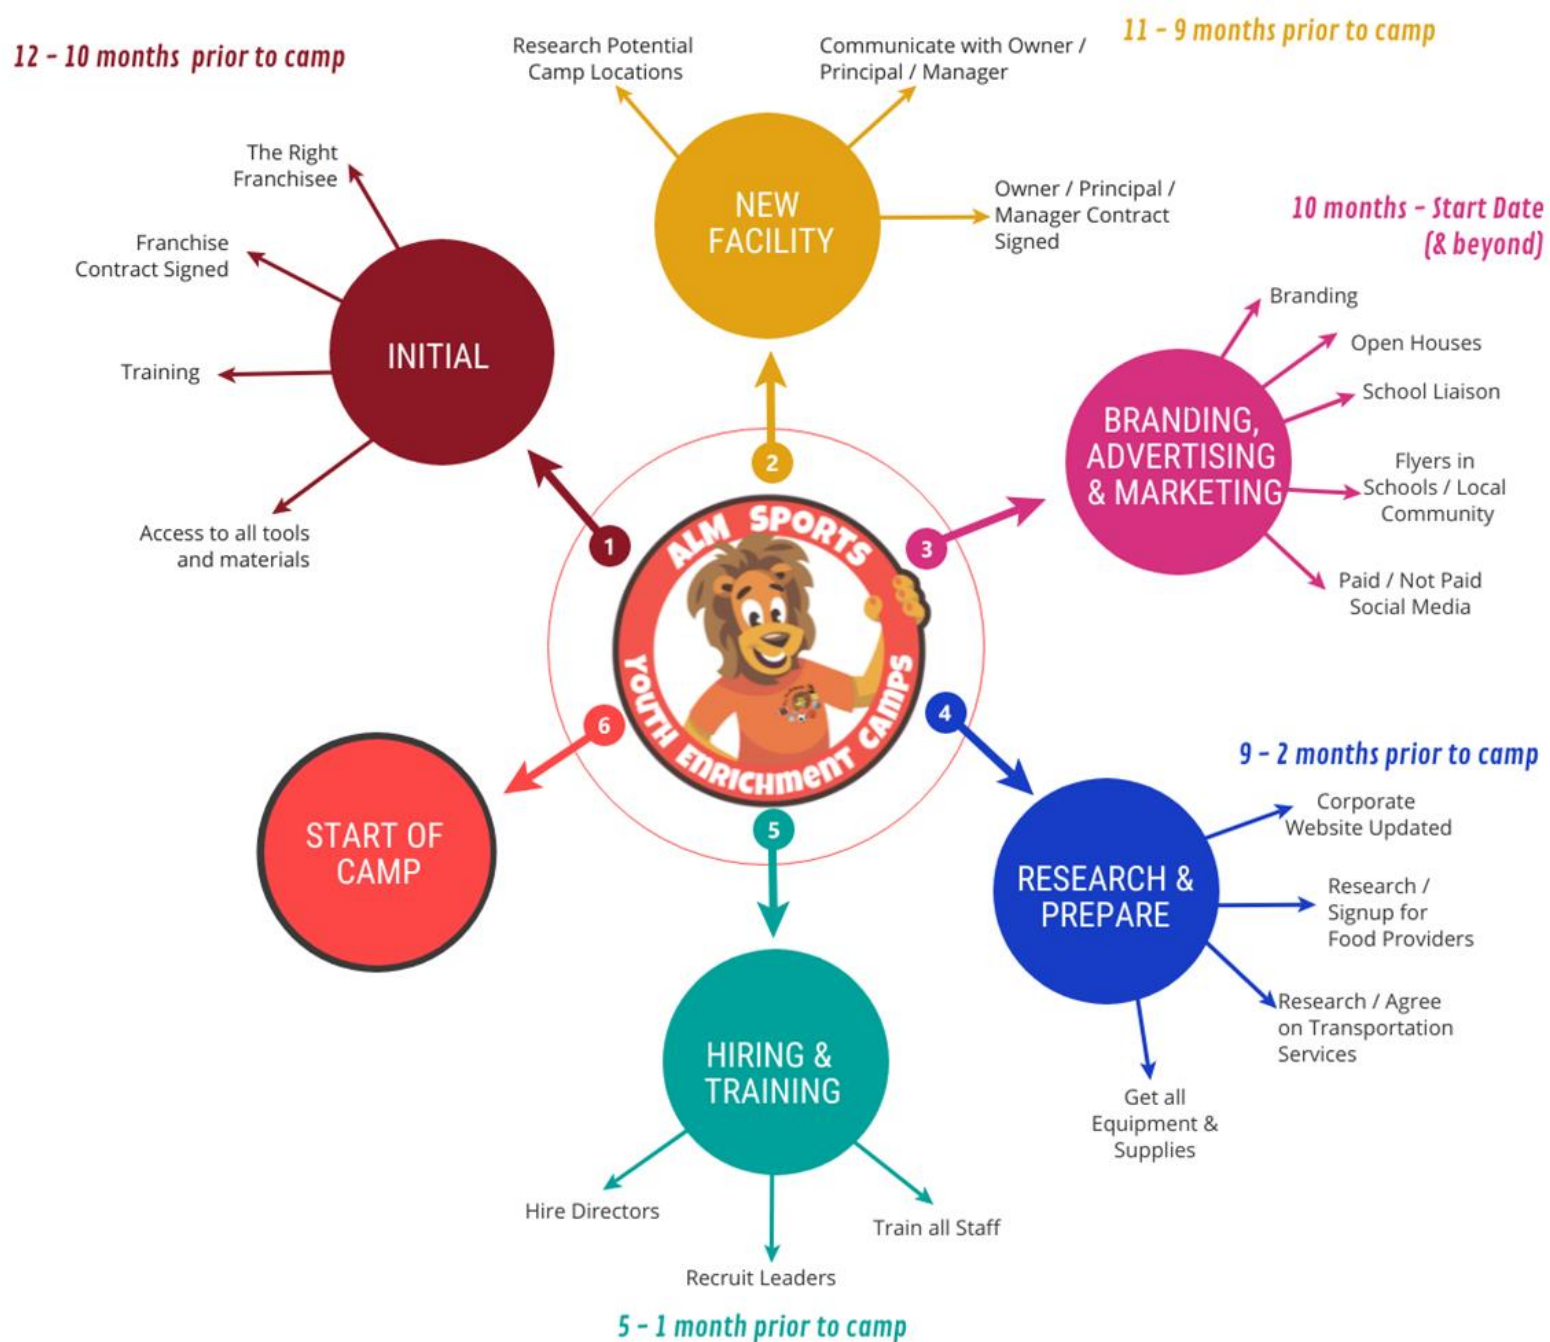 12 – 10 months prior to camp
The Right
Franchisee
Franchise
Contract Signed
Training
Access to all tools
and materials
INITIAL
1
11 – 9 months prior to camp
Research Potential
Camp Locations
Communicate with Owner /
Principal / Manager
Owner / Principal /
Manager Contract
Signed
NEW
FACILITY
2
10 months – Start Date
(& beyond)
Branding
Open Houses
School Liaison
Flyers in
Schools / Local
Community
Paid / Not Paid
Social Media
BRANDING,
ADVERTISING
& MARKETING
3
ALM SPORTS
YOUTH ENRICHMENT CAMPS
4
9 – 2 months prior to camp
RESEARCH &
PREPARE
Corporate
Website Updated
Research /
Signup for
Food Providers
Research / Agree
on Transportation
Services
Get all
Equipment &
Supplies
5
HIRING &
TRAINING
Hire Directors
Recruit Leaders
Train all Staff
5 – 1 month prior to camp
6
START OF
CAMP